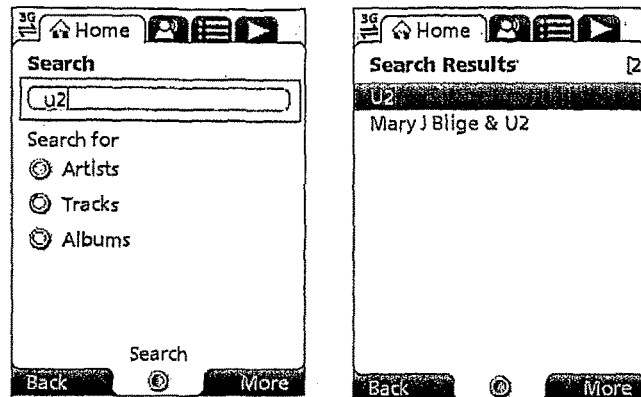 3G
Home
Search
u2
Search for
Artists
Tracks
Albums
Search
Back
More
3G
Home
Search Results [2
U2
Mary J Blige & U2
Back
More